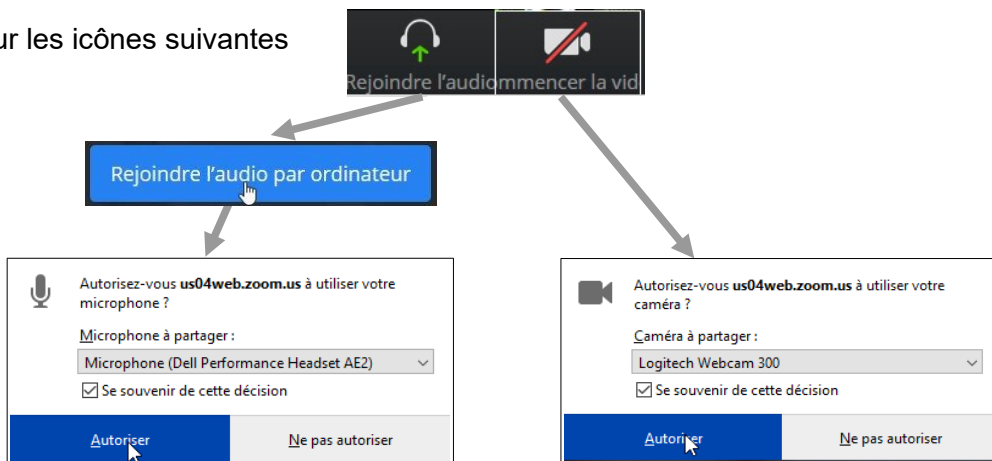 ur les icônes suivantes
Rejoindre l'audio
mmencer la vid
Rejoindre l'audio par ordinateur
Autorisez-vous us04web.zoom.us à utiliser votre
microphone ?
Microphone à partager :
Microphone (Dell Performance Headset AE2)
Se souvenir de cette décision
Autoriser
Ne pas autoriser
Autorisez-vous us04web.zoom.us à utiliser votre
caméra ?
Caméra à partager :
Logitech Webcam 300
Se souvenir de cette décision
Autoriser
Ne pas autoriser